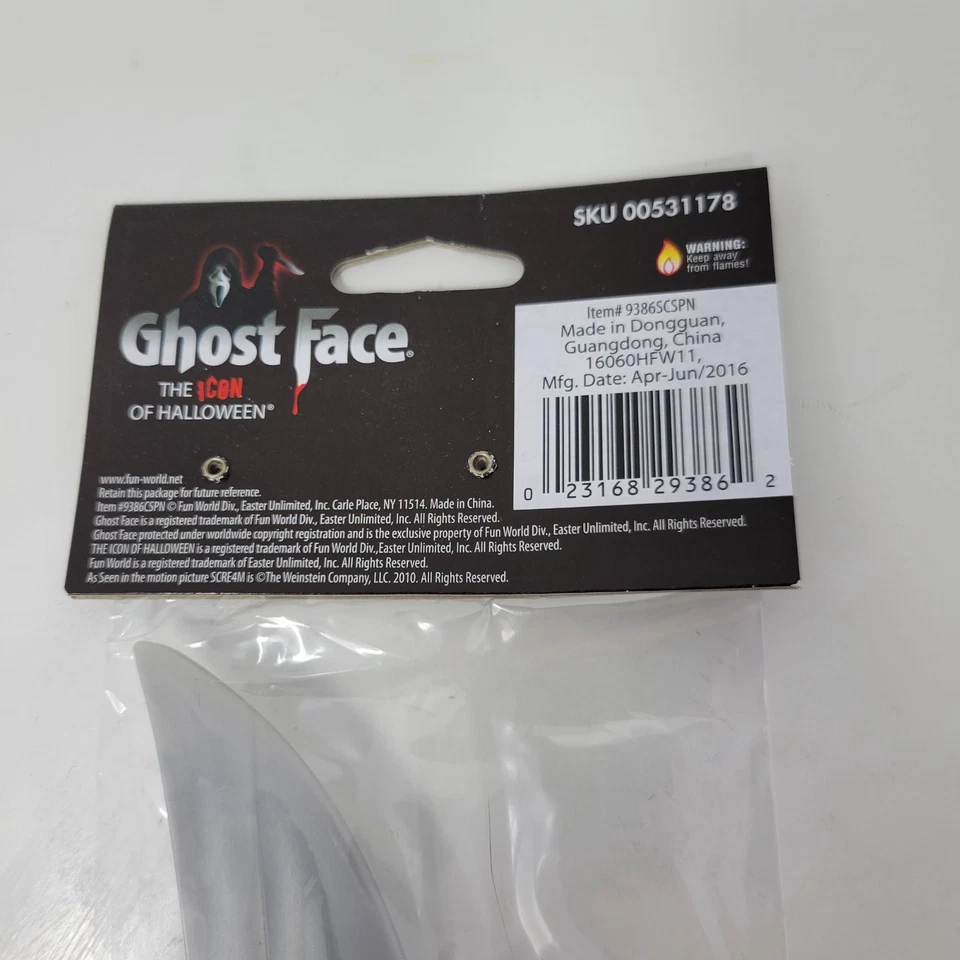 SKU 00531178
WARNING:
Keep away
from flames!
Ghost Face®
THE ICON
OF HALLOWEEN®
Item# 9386SCSPN
Made in Dongguan,
Guangdong, China
16060HFW11,
Mfg. Date: Apr-Jun/2016
0 23168 29386 2
www.fun-world.net
Retain this package for future reference.
Item #9386CSPN © Fun World Div., Easter Unlimited, Inc. Carle Place, NY 11514. Made in China.
Ghost Face is a registered trademark of Fun World Div., Easter Unlimited, Inc. All Rights Reserved.
Ghost Face protected under worldwide copyright registration and is the exclusive property of Fun World Div., Easter Unlimited, Inc. All Rights Reserved.
THE ICON OF HALLOWEEN is a registered trademark of Fun World Div.,Easter Unlimited, Inc. All Rights Reserved.
Fun World is a registered trademark of Easter Unlimited, Inc. All Rights Reserved.
As Seen in the motion picture SCRE4M is ©The Weinstein Company, LLC. 2010. All Rights Reserved.